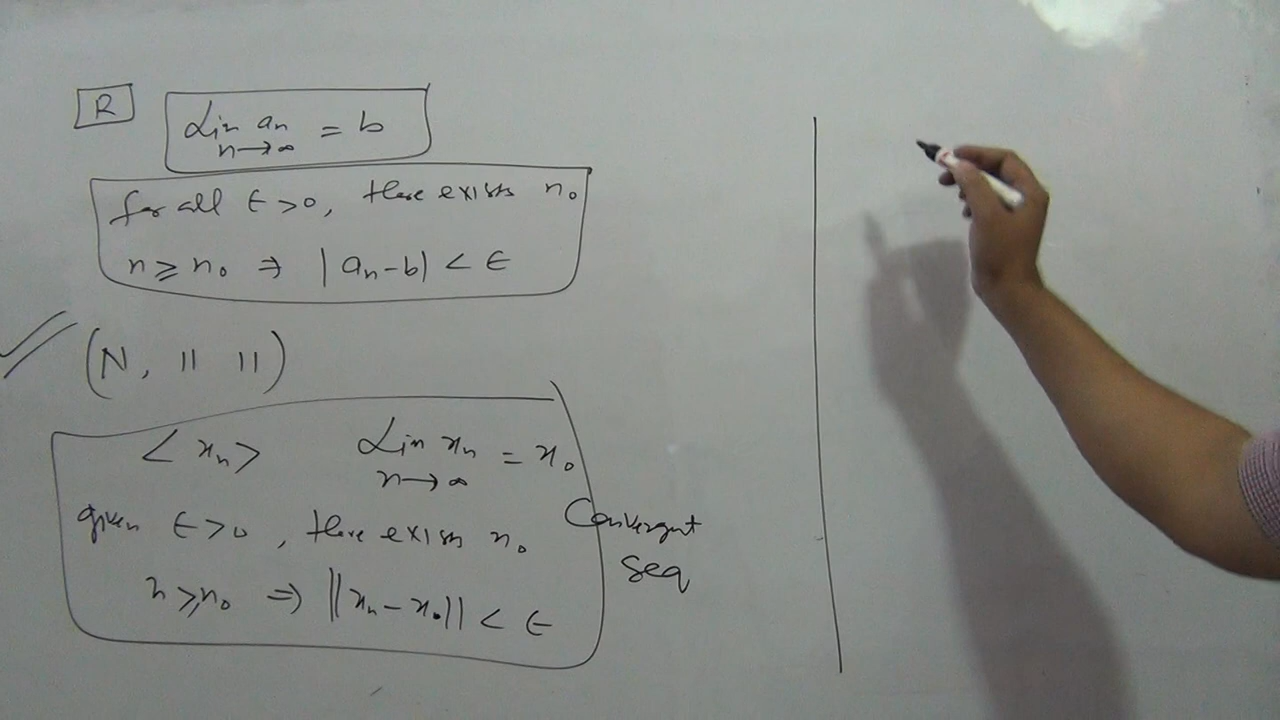 R
Lim aₙ = b
n→∞
for all ϵ>0, there exists n₀
n ≥ n₀ ⇒ |aₙ-b| < ϵ
(N, || ||)
<xₙ> Lim xₙ = x₀
n→∞
given ϵ>0, there exists n₀
n ≥ n₀ ⇒ ||xₙ - x₀|| < ϵ
Convergent
seq